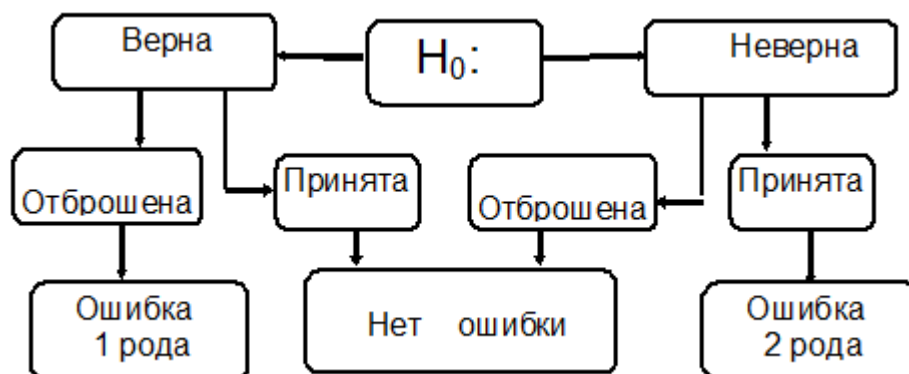 Верна
H₀:
Неверна
Отброшена
Принята
Отброшена
Принята
Ошибка
1 рода
Нет ошибки
Ошибка
2 рода